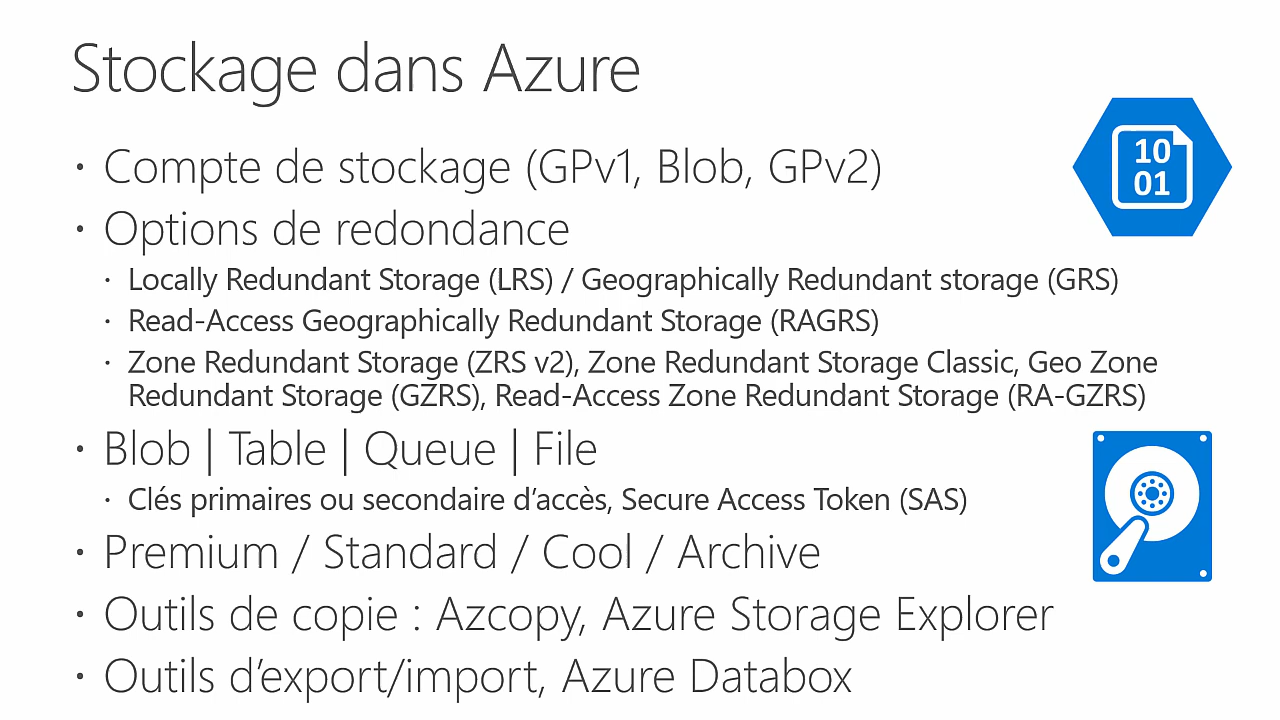 Stockage dans Azure
• Compte de stockage (GPv1, Blob, GPv2)
• Options de redondance
• Locally Redundant Storage (LRS) / Geographically Redundant storage (GRS)
• Read-Access Geographically Redundant Storage (RAGRS)
• Zone Redundant Storage (ZRS v2), Zone Redundant Storage Classic, Geo Zone
Redundant Storage (GZRS), Read-Access Zone Redundant Storage (RA-GZRS)
• Blob | Table | Queue | File
• Clés primaires ou secondaire d’accès, Secure Access Token (SAS)
• Premium / Standard / Cool / Archive
• Outils de copie : Azcopy, Azure Storage Explorer
• Outils d’export/import, Azure Databox
10
01